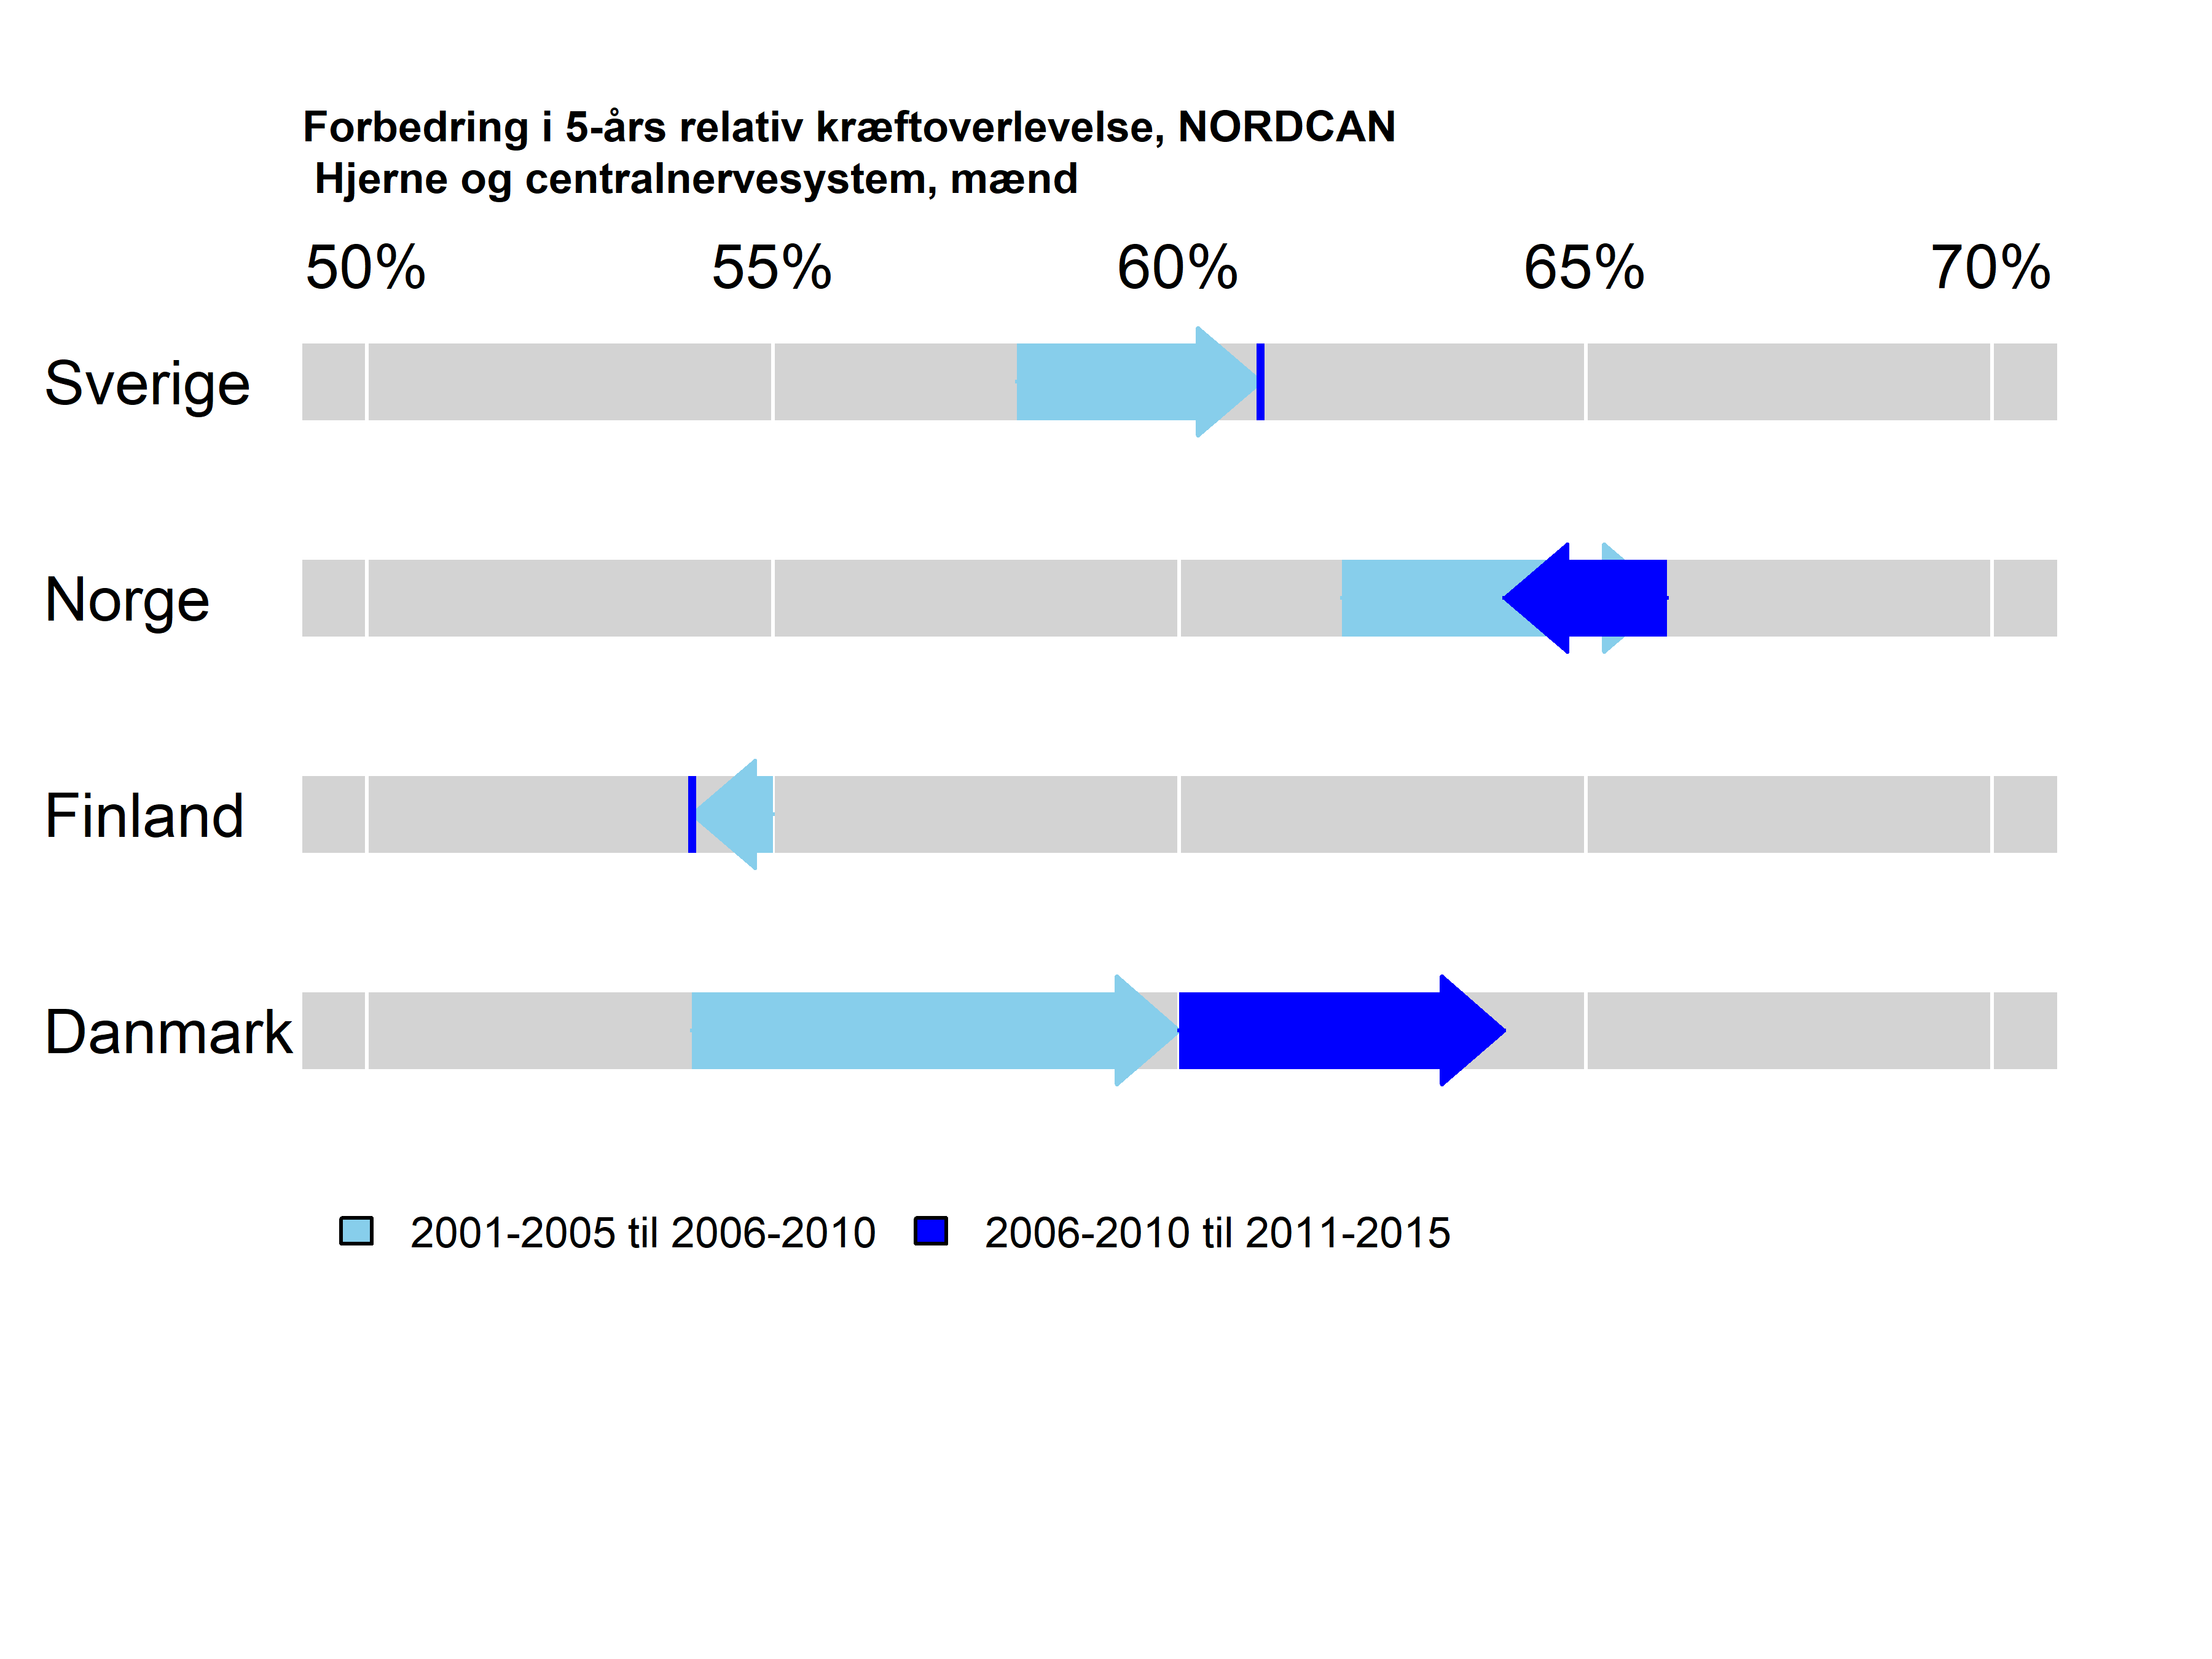 Forbedring i 5-års relativ kræftoverlevelse, NORDCAN
Hjerne og centralnervesystem, mænd
50% 55% 60% 65% 70%
Sverige
Norge
Finland
Danmark
2001-2005 til 2006-2010 2006-2010 til 2011-2015